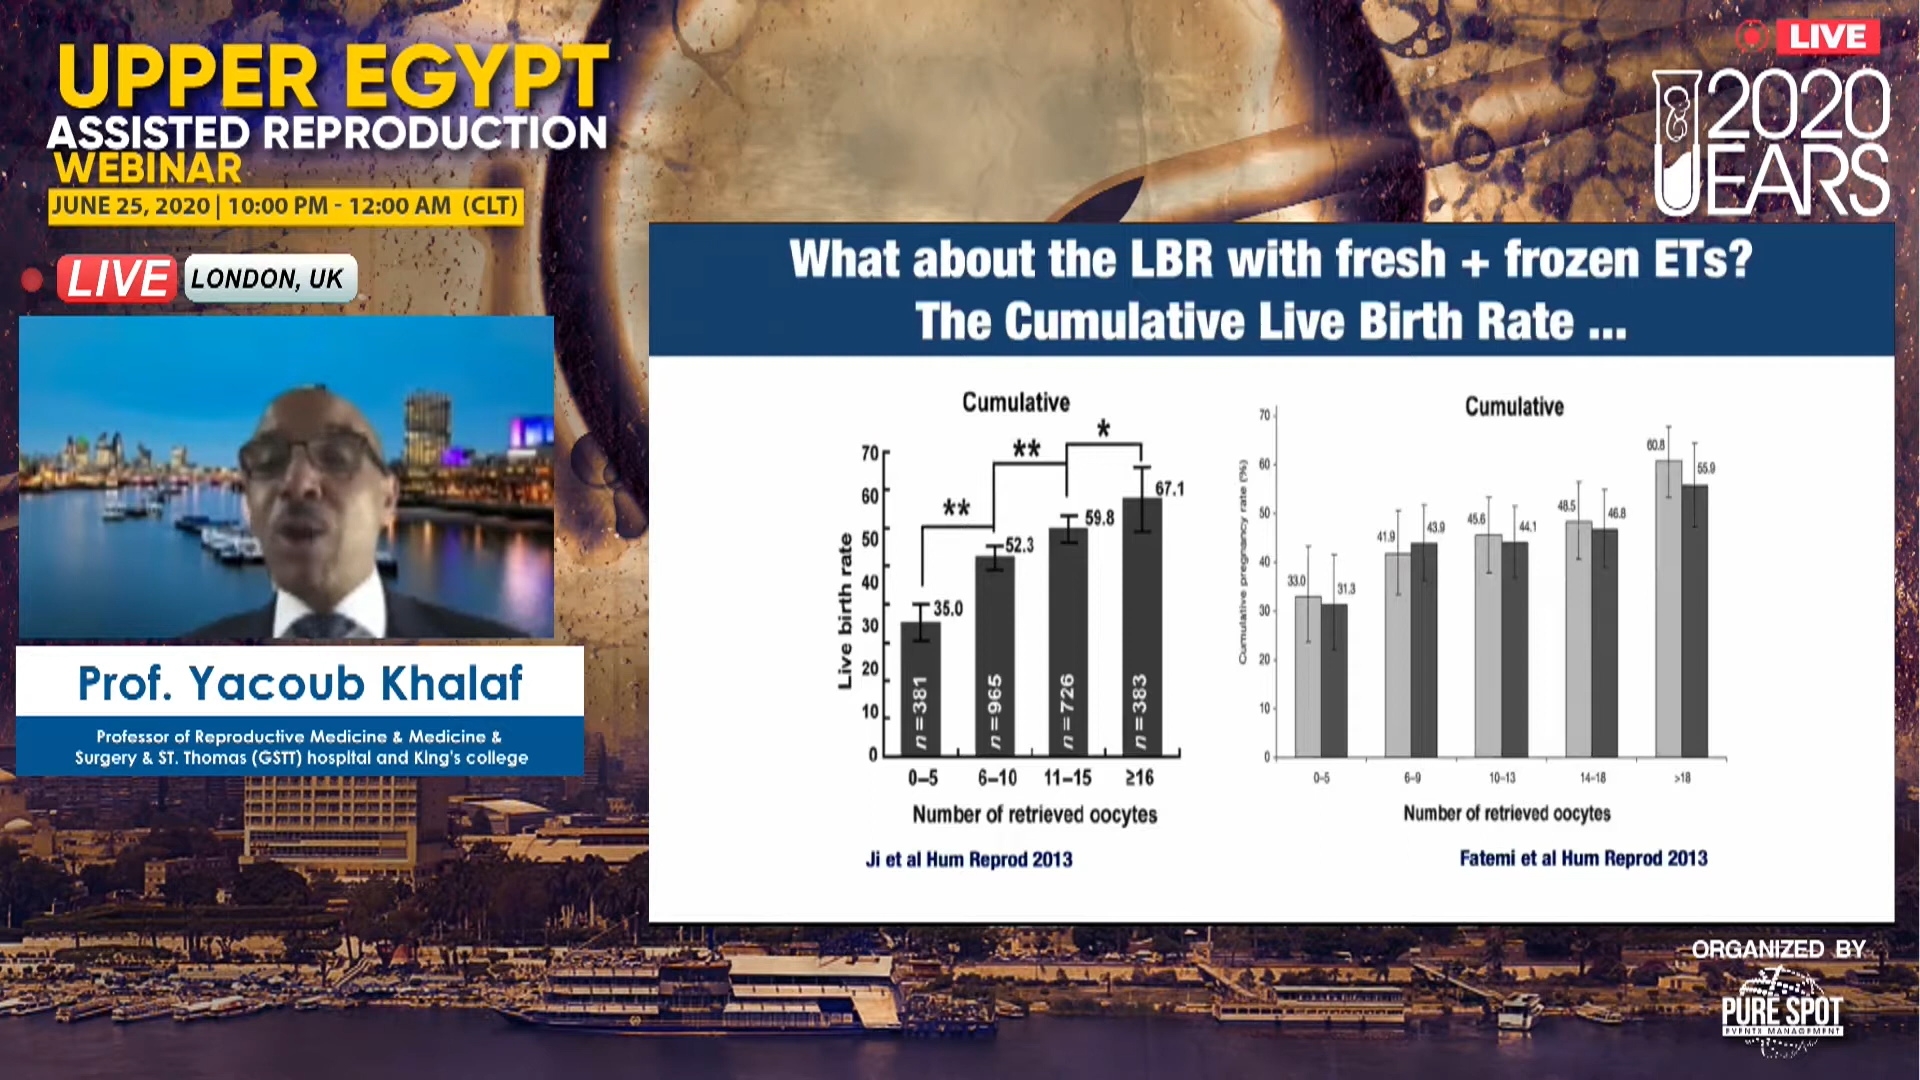 UPPER EGYPT
ASSISTED REPRODUCTION
WEBINAR
JUNE 25, 2020 | 10:00 PM - 12:00 AM (CLT)
LIVE
2020
EARS
LIVE
LONDON, UK
Prof. Yacoub Khalaf
Professor of Reproductive Medicine & Medicine &
Surgery & ST. Thomas (GSTT) hospital and King's college
What about the LBR with fresh + frozen ETs?
The Cumulative Live Birth Rate ...
Cumulative
Live birth rate
70
60
50
40
30
20
10
0
**
**
*
35.0
52.3
59.8
67.1
n=381
n=965
n=726
n=383
0–5
6–10
11–15
≥16
Number of retrieved oocytes
Ji et al Hum Reprod 2013
Cumulative
Cumulative pregnancy rate (%)
70
60
50
40
30
20
10
0
33.0
31.3
41.9
43.9
45.6
44.1
48.5
46.8
60.8
55.9
0–5
6–9
10–13
14–18
>18
Number of retrieved oocytes
Fatemi et al Hum Reprod 2013
ORGANIZED BY
PURE SPOT
EVENTS MANAGEMENT